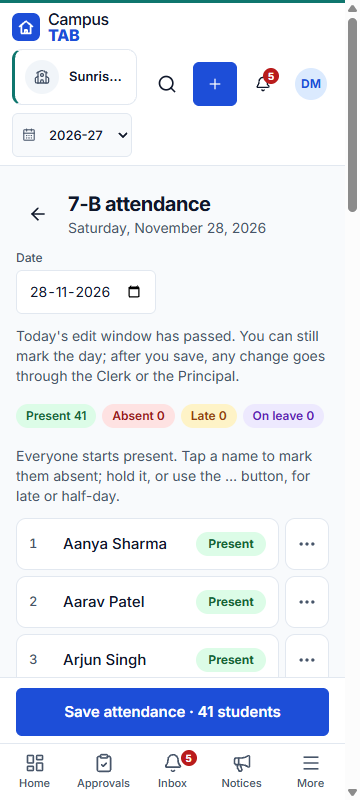 Campus
TAB
Sunris...
5
DM
2026-27
7-B attendance
Saturday, November 28, 2026
Date
28-11-2026
Today's edit window has passed. You can still
mark the day; after you save, any change goes
through the Clerk or the Principal.
Present 41 Absent 0 Late 0 On leave 0
Everyone starts present. Tap a name to mark
them absent; hold it, or use the ... button, for
late or half-day.
1 Aanya Sharma Present
2 Aarav Patel Present
3 Arjun Singh Present
Save attendance · 41 students
5
Home Approvals Inbox Notices More